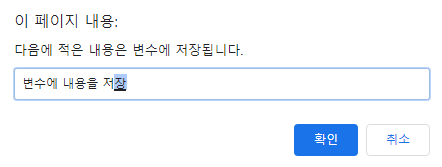 이 페이지 내용:
다음에 적은 내용은 변수에 저장됩니다.
변수에 내용을 저장
확인 취소